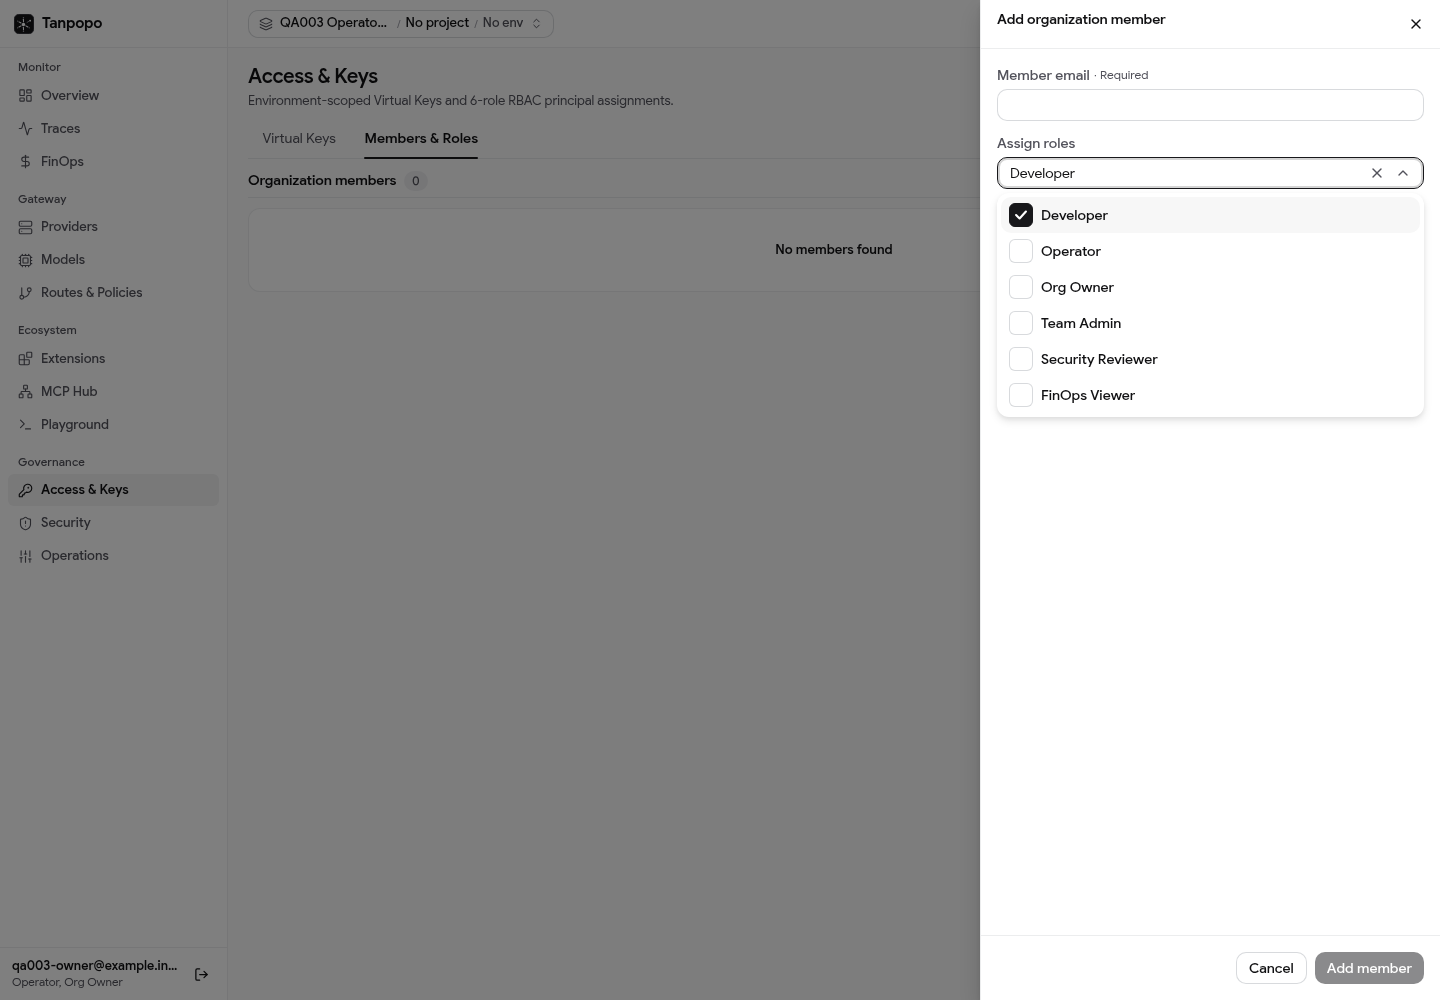 Tanpopo
Monitor
Overview
Traces
FinOps
Gateway
Providers
Models
Routes & Policies
Ecosystem
Extensions
MCP Hub
Playground
Governance
Access & Keys
Security
Operations
qa003-owner@example.in...
Operator, Org Owner
QA003 Operato... / No project / No env
Access & Keys
Environment-scoped Virtual Keys and 6-role RBAC principal assignments.
Virtual Keys Members & Roles
Organization members 0
No members found
Add organization member
Member email · Required
Assign roles
Developer
Developer
Operator
Org Owner
Team Admin
Security Reviewer
FinOps Viewer
Cancel Add member